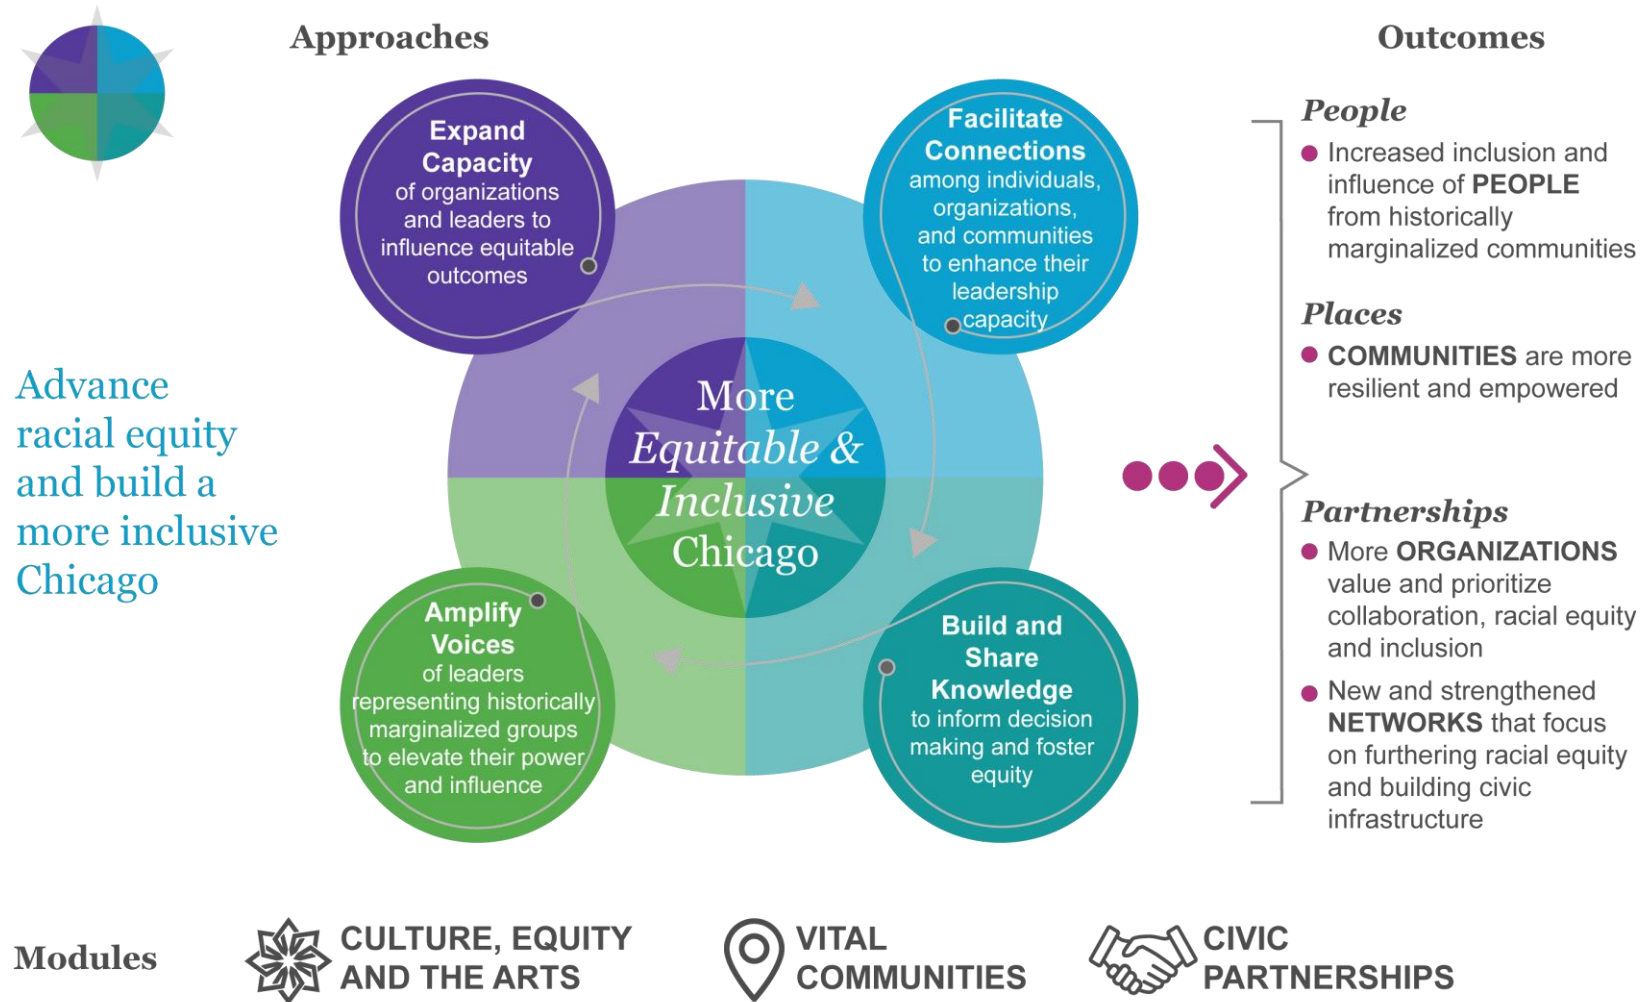 Approaches
Outcomes
Advance
racial equity
and build a
more inclusive
Chicago
Expand
Capacity
of organizations
and leaders to
influence equitable
outcomes
Facilitate
Connections
among individuals,
organizations,
and communities
to enhance their
leadership
capacity
More
Equitable &
Inclusive
Chicago
Amplify
Voices
of leaders
representing historically
marginalized groups
to elevate their power
and influence
Build and
Share
Knowledge
to inform decision
making and foster
equity
People
Increased inclusion and
influence of PEOPLE
from historically
marginalized communities
Places
COMMUNITIES are more
resilient and empowered
Partnerships
More ORGANIZATIONS
value and prioritize
collaboration, racial equity
and inclusion
New and strengthened
NETWORKS that focus
on furthering racial equity
and building civic
infrastructure
Modules
CULTURE, EQUITY
AND THE ARTS
VITAL
COMMUNITIES
CIVIC
PARTNERSHIPS